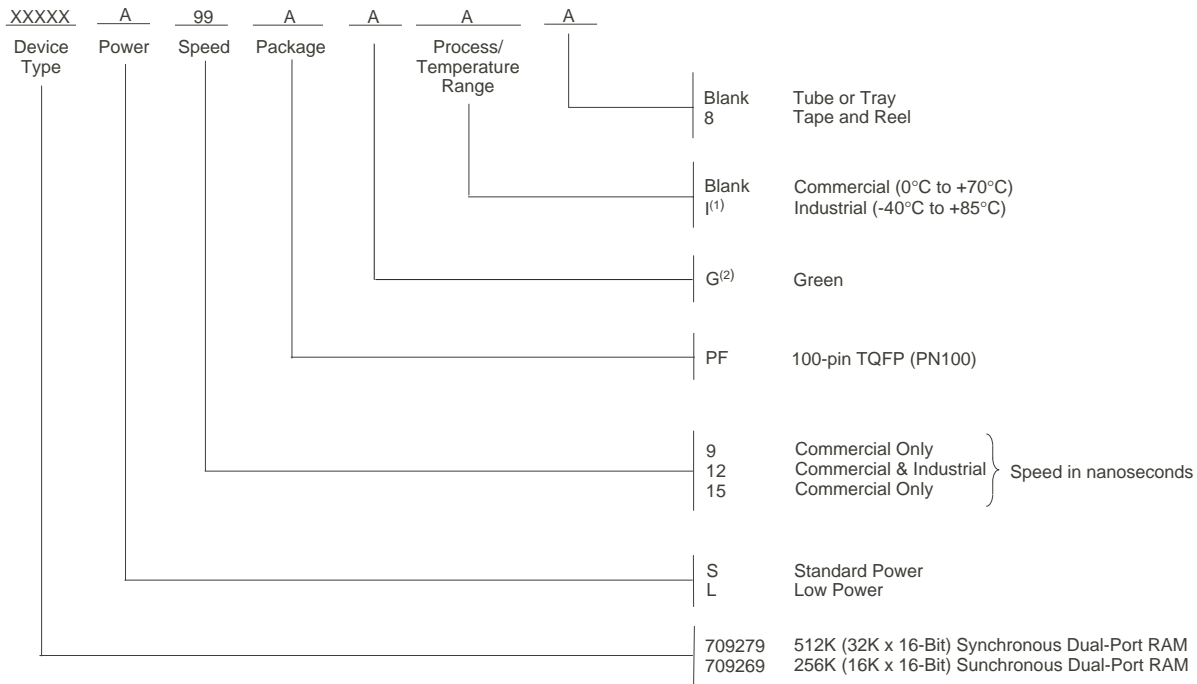 XXXXX A 99 A A A A
Device Type
Power
Speed
Package
Process/
Temperature
Range
Blank Tube or Tray
8 Tape and Reel
Blank Commercial (0°C to +70°C)
I(1) Industrial (-40°C to +85°C)
G(2) Green
PF 100-pin TQFP (PN100)
9 Commercial Only
12 Commercial & Industrial
15 Commercial Only
Speed in nanoseconds
S Standard Power
L Low Power
709279 512K (32K x 16-Bit) Synchronous Dual-Port RAM
709269 256K (16K x 16-Bit) Sunchronous Dual-Port RAM